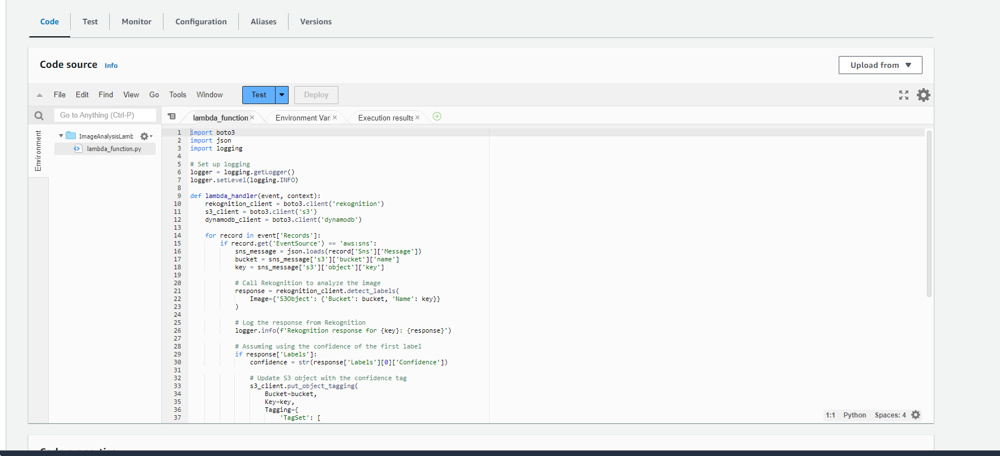 Code Test Monitor Configuration Aliases Versions
Code source Info
Upload from
File Edit Find View Go Tools Window Test Deploy
Go to Anything (Ctrl-P)
lambda_function Environment Vari Execution results
Environment
ImageAnalysisLamb
lambda_function.py
1 import boto3
2 import json
3 import logging
4
5 # Set up logging
6 logger = logging.getLogger()
7 logger.setLevel(logging.INFO)
8
9 def lambda_handler(event, context):
10     rekognition_client = boto3.client('rekognition')
11     s3_client = boto3.client('s3')
12     dynamodb_client = boto3.client('dynamodb')
13
14     for record in event['Records']:
15         if record.get('EventSource') == 'aws:sns':
16             sns_message = json.loads(record['Sns']['Message'])
17             bucket = sns_message['s3']['bucket']['name']
18             key = sns_message['s3']['object']['key']
19
20             # Call Rekognition to analyze the image
21             response = rekognition_client.detect_labels(
22                 Image={'S3Object': {'Bucket': bucket, 'Name': key}}
23             )
24
25             # Log the response from Rekognition
26             logger.info(f'Rekognition response for {key}: {response}')
27
28             # Assuming using the confidence of the first label
29             if response['Labels']:
30                 confidence = str(response['Labels'][0]['Confidence'])
31
32                 # Update S3 object with the confidence tag
33                 s3_client.put_object_tagging(
34                     Bucket=bucket,
35                     Key=key,
36                     Tagging={
37                         'TagSet': [
1:1 Python Spaces: 4
Code properties